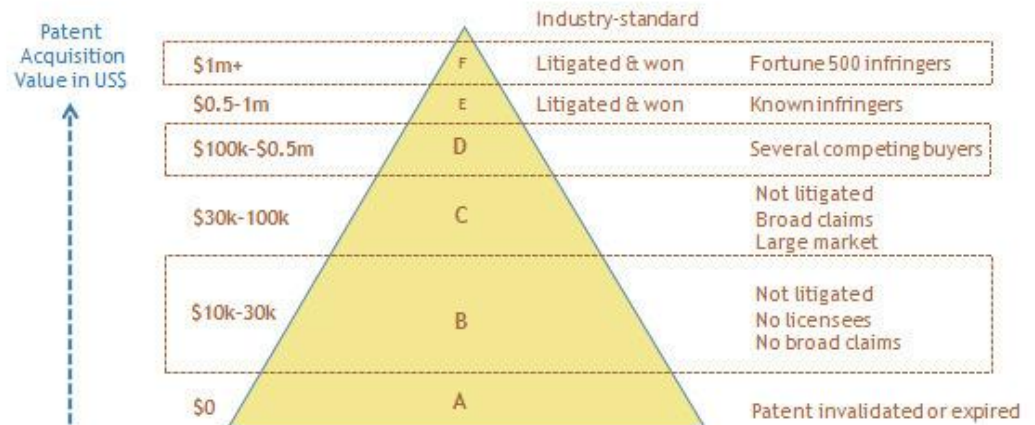 Patent
Acquisition
Value in US$
Industry-standard
$1m+
F
Litigated & won
Fortune 500 infringers
$0.5-1m
E
Litigated & won
Known infringers
$100k-$0.5m
D
Several competing buyers
$30k-100k
C
Not litigated
Broad claims
Large market
$10k-30k
B
Not litigated
No licensees
No broad claims
$0
A
Patent invalidated or expired